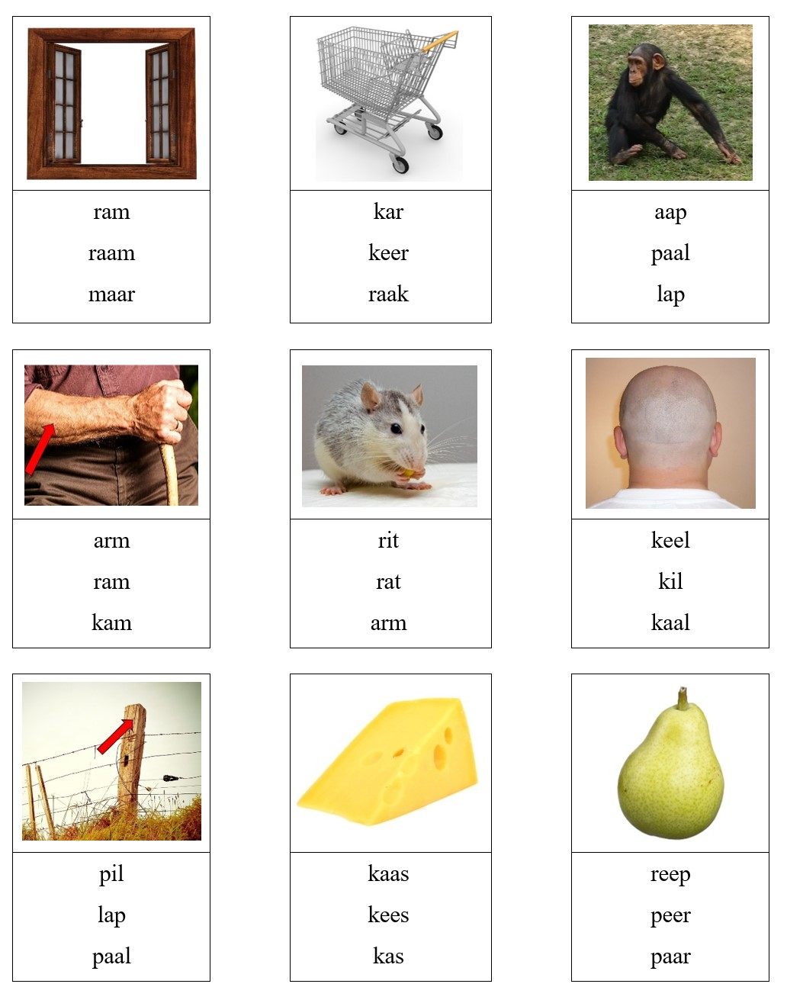 ram
raam
maar
kar
keer
raak
aap
paal
lap
arm
ram
kam
rit
rat
arm
keel
kil
kaal
pil
lap
paal
kaas
kees
kas
reep
peer
paar